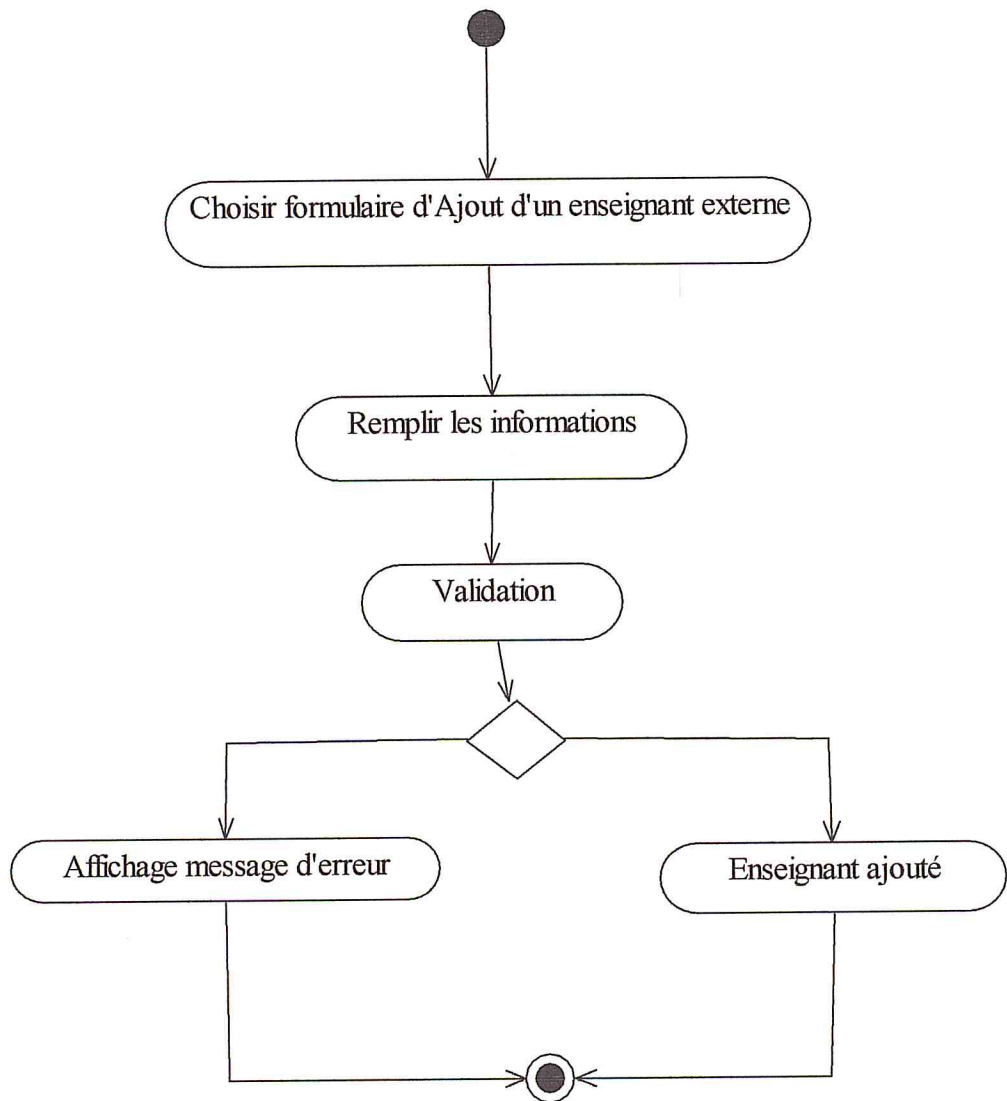 Choisir formulaire d'Ajout d'un enseignant externe
Remplir les informations
Validation
Affichage message d'erreur
Enseignant ajouté